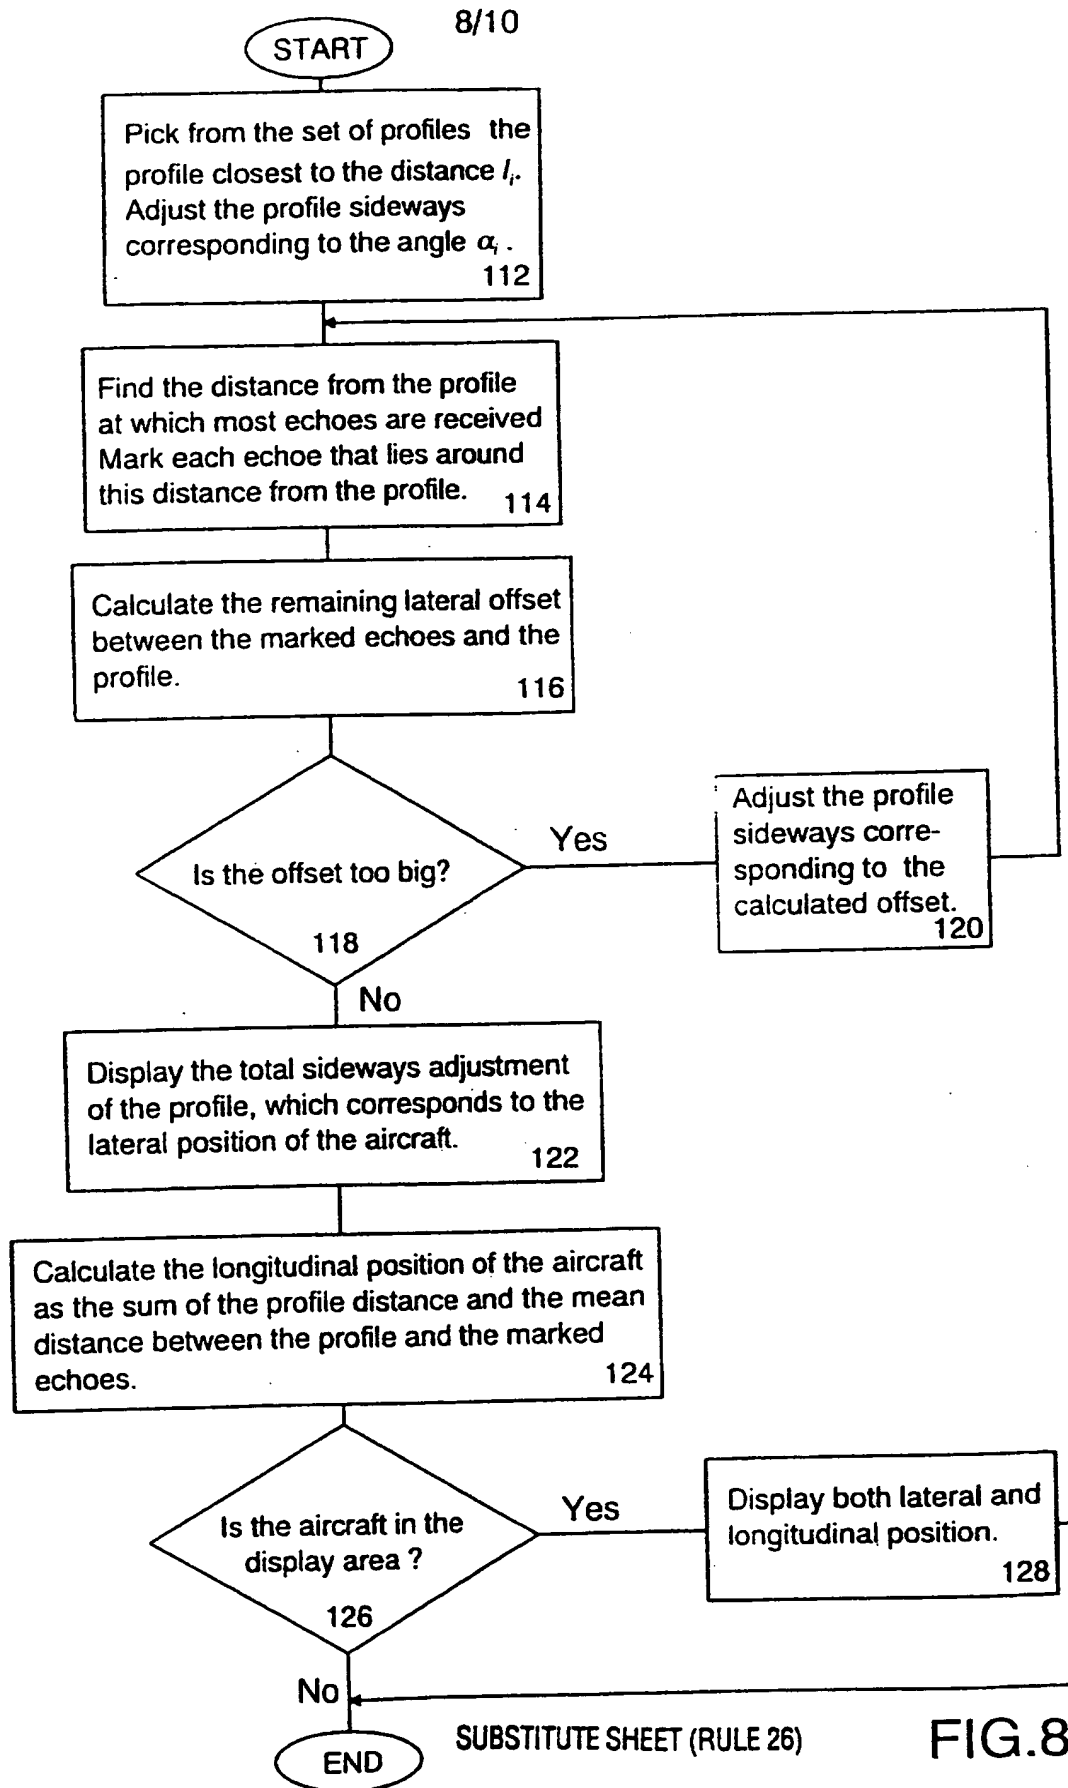 8/10
START
Pick from the set of profiles the
profile closest to the distance lᵢ.
Adjust the profile sideways
corresponding to the angle αᵢ.
112
Find the distance from the profile
at which most echoes are received
Mark each echoe that lies around
this distance from the profile.
114
Calculate the remaining lateral offset
between the marked echoes and the
profile.
116
Is the offset too big?
118
Yes
Adjust the profile
sideways corre-
sponding to the
calculated offset.
120
No
Display the total sideways adjustment
of the profile, which corresponds to the
lateral position of the aircraft.
122
Calculate the longitudinal position of the aircraft
as the sum of the profile distance and the mean
distance between the profile and the marked
echoes.
124
Is the aircraft in the
display area ?
126
Yes
Display both lateral and
longitudinal position.
128
No
END
SUBSTITUTE SHEET (RULE 26)
FIG.8